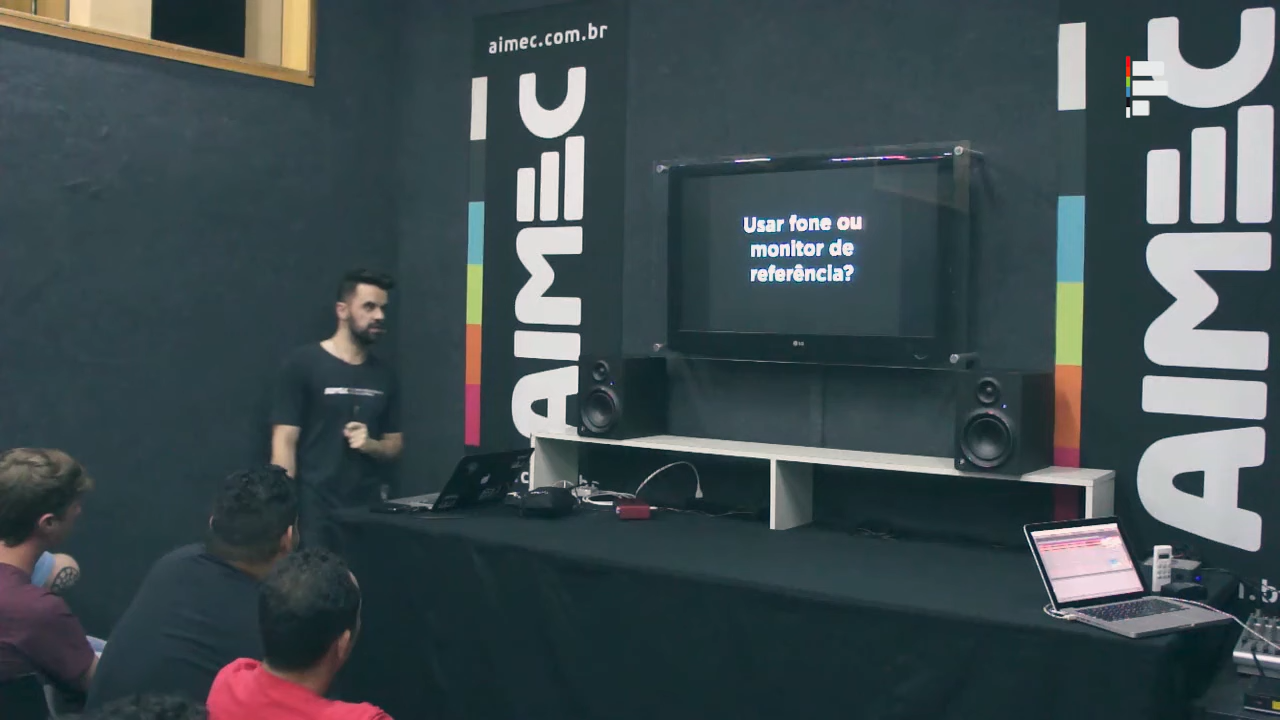 aimec.com.br
AIMEC
Usar fone ou
monitor de
referência?
LG
AIMEC